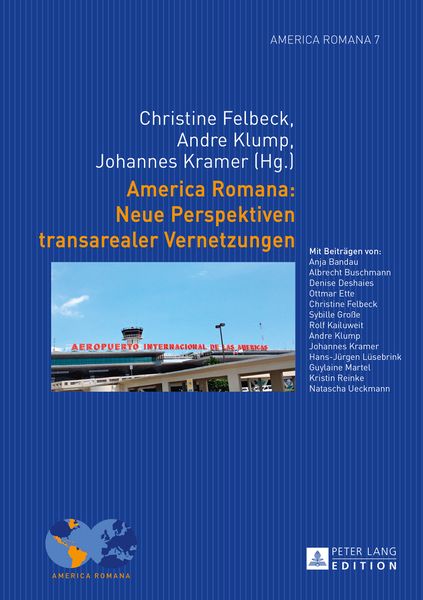 AMERICA ROMANA 7
Christine Felbeck,
Andre Klump,
Johannes Kramer (Hg.)
America Romana:
Neue Perspektiven
transarealer Vernetzungen
AEROPUERTO INTERNACIONAL DE LAS AMERICAS
Mit Beiträgen von:
Anja Bandau
Albrecht Buschmann
Denise Deshaies
Ottmar Ette
Christine Felbeck
Sybille Große
Rolf Kailuweit
Andre Klump
Johannes Kramer
Hans-Jürgen Lüsebrink
Guylaine Martel
Kristin Reinke
Natascha Ueckmann
AMERICA ROMANA
PETER LANG
EDITION